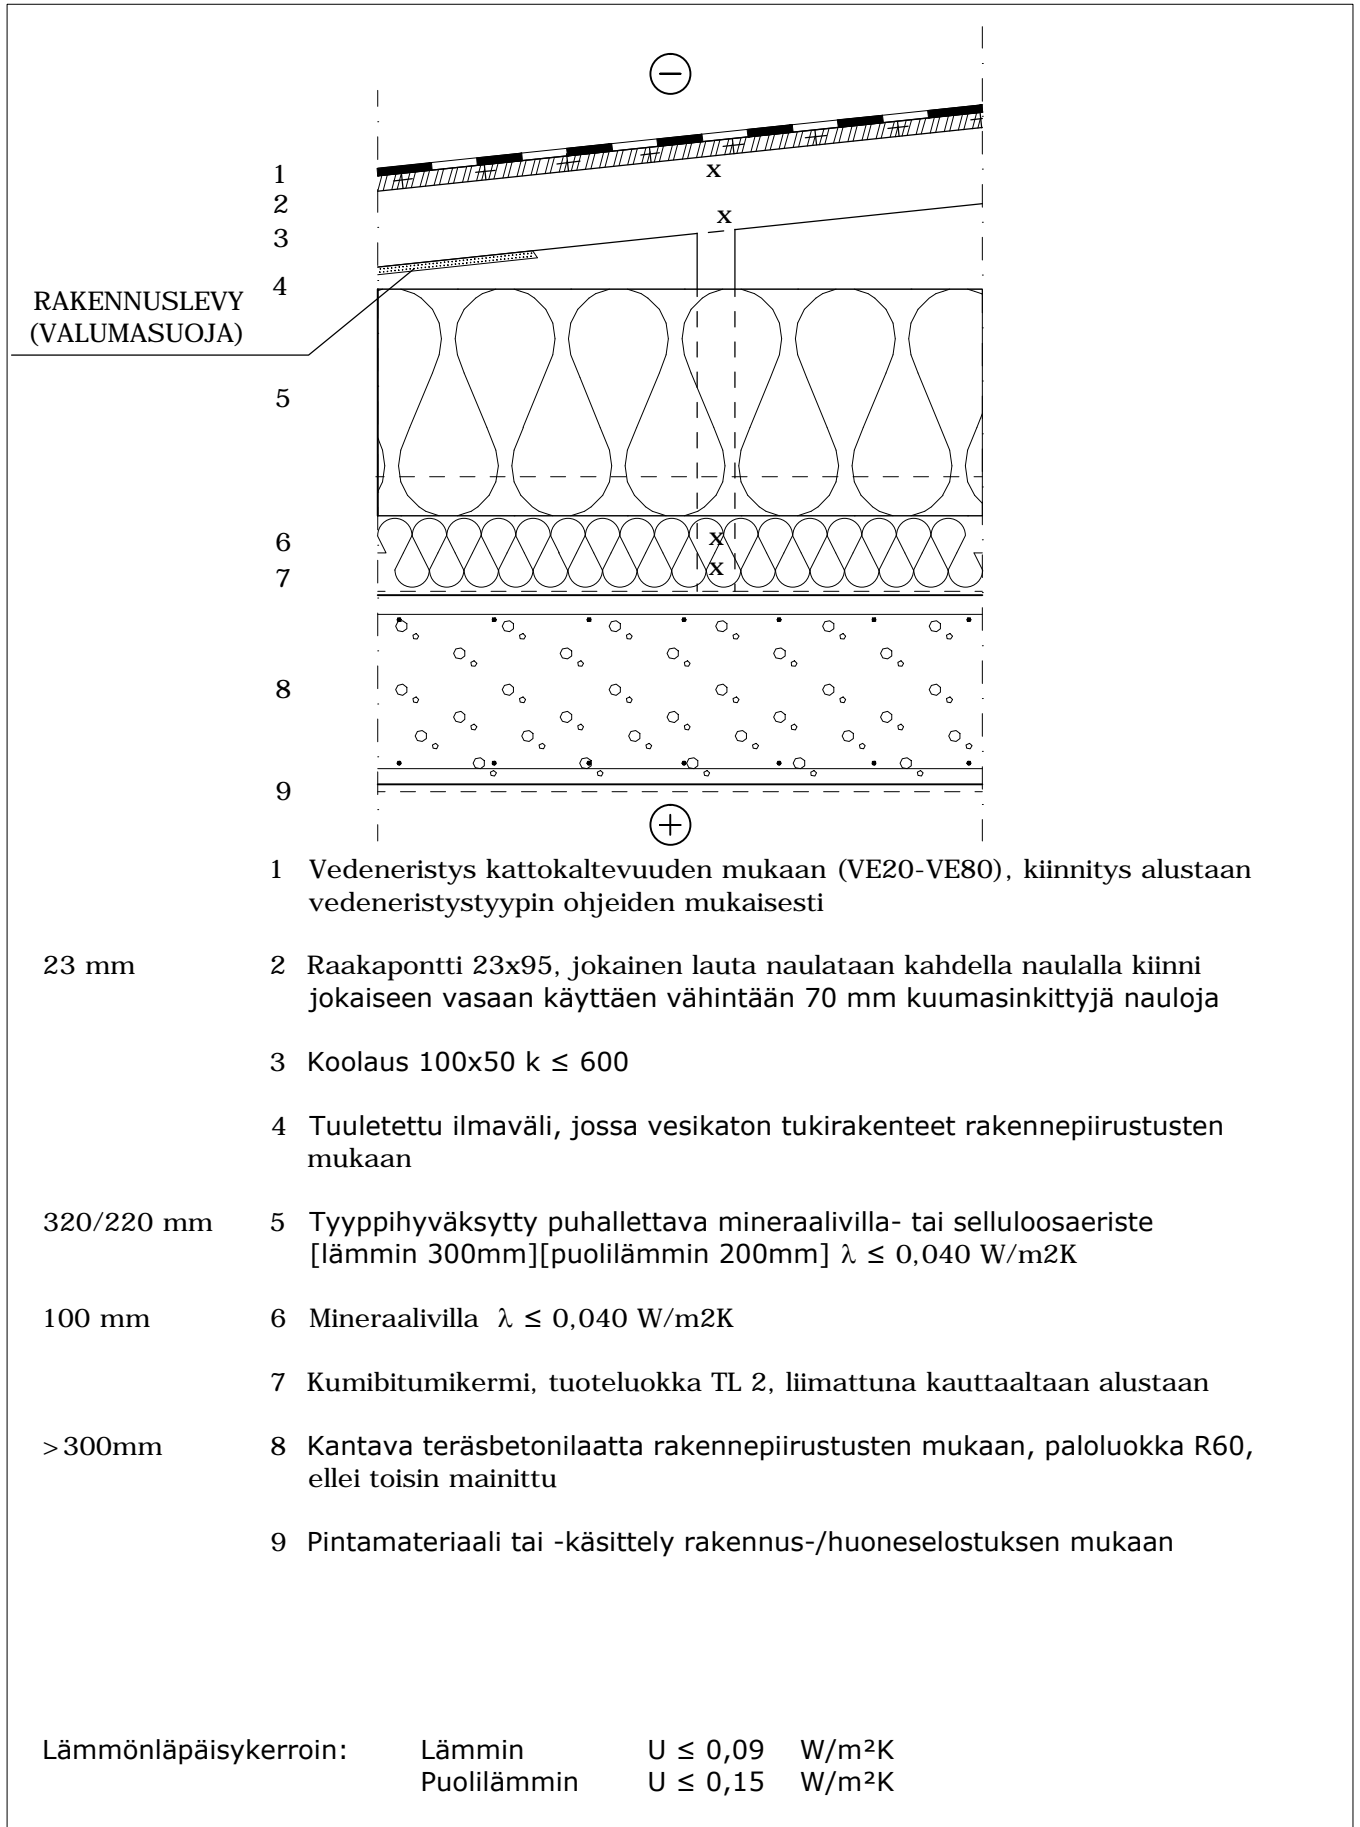 1
x
2
x
3
4
RAKENNUSLEVY
(VALUMASUOJA)
5
6
x
7
x
8
9
1 Vedeneristys kattokaltevuuden mukaan (VE20-VE80), kiinnitys alustaan
vedeneristystyypin ohjeiden mukaisesti
23 mm 2 Raakapontti 23x95, jokainen lauta naulataan kahdella naulalla kiinni
jokaiseen vasaan käyttäen vähintään 70 mm kuumasinkittyjä nauloja
3 Koolaus 100x50 k ≤ 600
4 Tuuletettu ilmaväli, jossa vesikaton tukirakenteet rakennepiirustusten
mukaan
320/220 mm 5 Tyyppihyväksytty puhallettava mineraalivilla- tai selluloosaeriste
[lämmin 300mm][puolilämmin 200mm] λ ≤ 0,040 W/m2K
100 mm 6 Mineraalivilla λ ≤ 0,040 W/m2K
7 Kumibitumikermi, tuoteluokka TL 2, liimattuna kauttaaltaan alustaan
>300mm 8 Kantava teräsbetonilaatta rakennepiirustusten mukaan, paloluokka R60,
ellei toisin mainittu
9 Pintamateriaali tai -käsittely rakennus-/huoneselostuksen mukaan
Lämmönläpäisykerroin: Lämmin U ≤ 0,09 W/m²K
Puolilämmin U ≤ 0,15 W/m²K